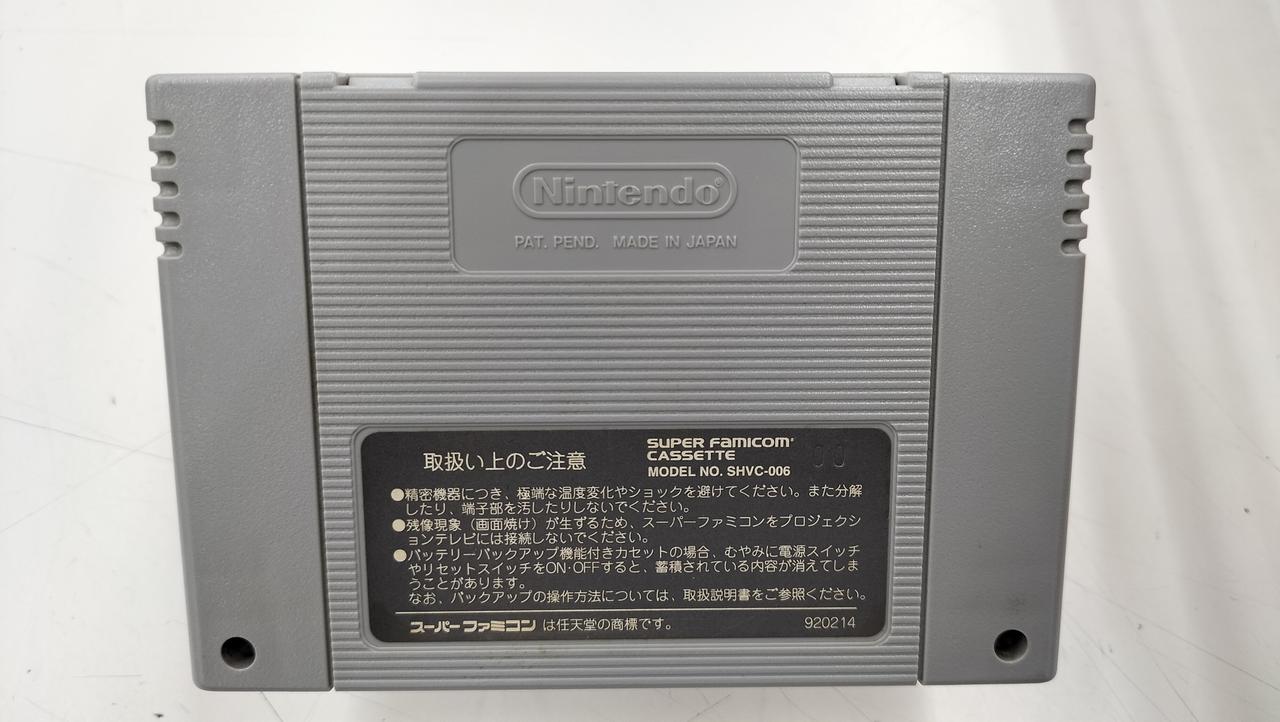 Nintendo®
PAT. PEND. MADE IN JAPAN
取扱い上のご注意
SUPER FAMICOM
CASSETTE
MODEL NO. SHVC-006
●精密機器につき、極端な温度変化やショックを避けてください。また分解
したり、端子部を汚したりしないでください。
●残像現象（画面焼け）が生ずるため、スーパーファミコンをプロジェクシ
ョンテレビには接続しないでください。
●バッテリーバックアップ機能付きカセットの場合、むやみに電源スイッチ
やリセットスイッチをON·OFFすると、蓄積されている内容が消えてしま
うことがあります。
なお、バックアップの操作方法については、取扱説明書をご参照ください。
スーパーファミコン は任天堂の商標です。 920214